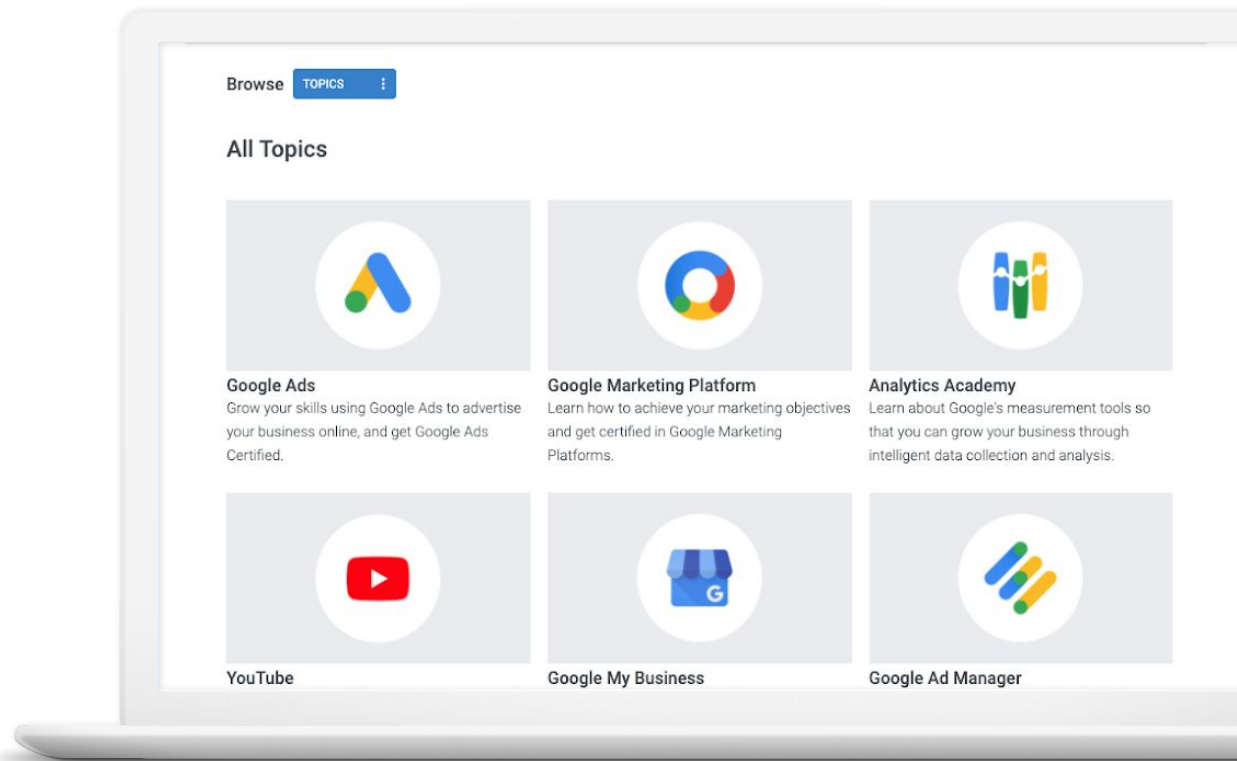 Browse TOPICS
All Topics
Google Ads
Grow your skills using Google Ads to advertise
your business online, and get Google Ads
Certified.
Google Marketing Platform
Learn how to achieve your marketing objectives
and get certified in Google Marketing
Platforms.
Analytics Academy
Learn about Google's measurement tools so
that you can grow your business through
intelligent data collection and analysis.
YouTube
G
Google My Business
Google Ad Manager